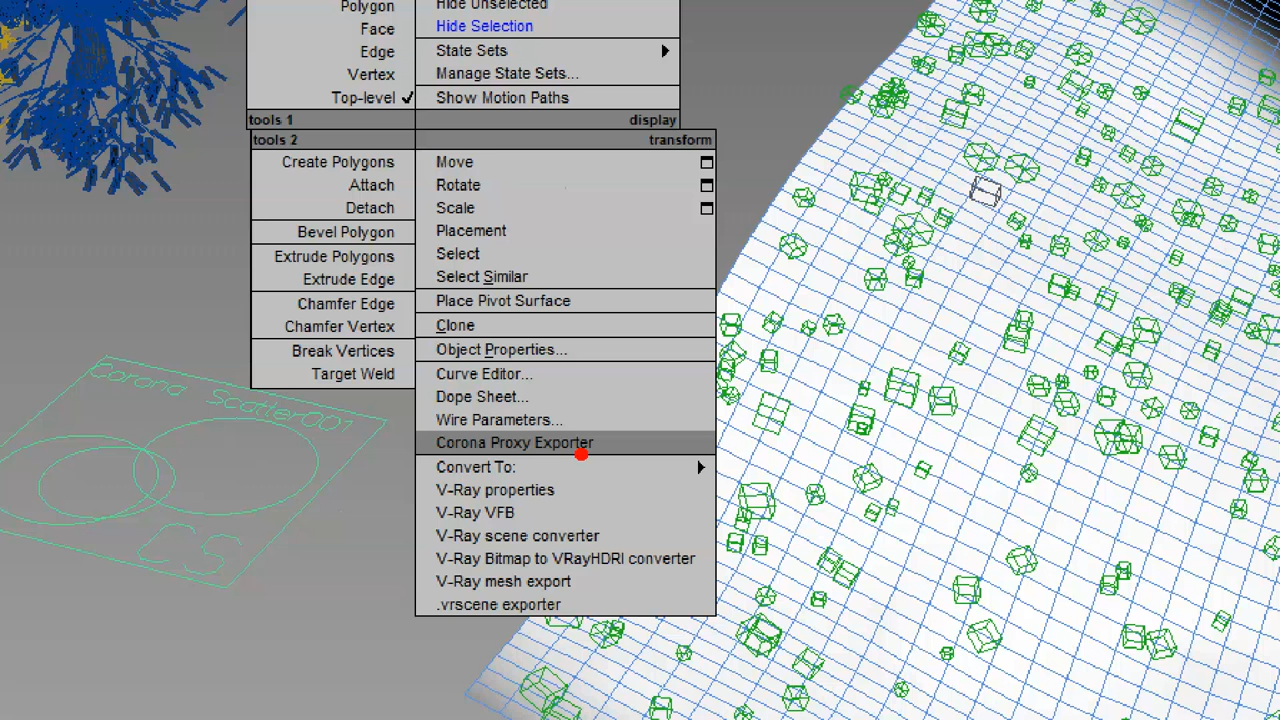 Polygon
Hide Unselected
Face
Hide Selection
Edge
State Sets
Vertex
Manage State Sets...
Top-level
Show Motion Paths
tools 1
display
tools 2
transform
Create Polygons
Move
Attach
Rotate
Detach
Scale
Bevel Polygon
Placement
Extrude Polygons
Select
Extrude Edge
Select Similar
Chamfer Edge
Place Pivot Surface
Chamfer Vertex
Clone
Break Vertices
Object Properties...
Target Weld
Curve Editor...
Dope Sheet...
Wire Parameters...
Corona Proxy Exporter
Convert To:
V-Ray properties
V-Ray VFB
V-Ray scene converter
V-Ray Bitmap to VRayHDRI converter
V-Ray mesh export
.vrscene exporter
Corona Scatter001
CS